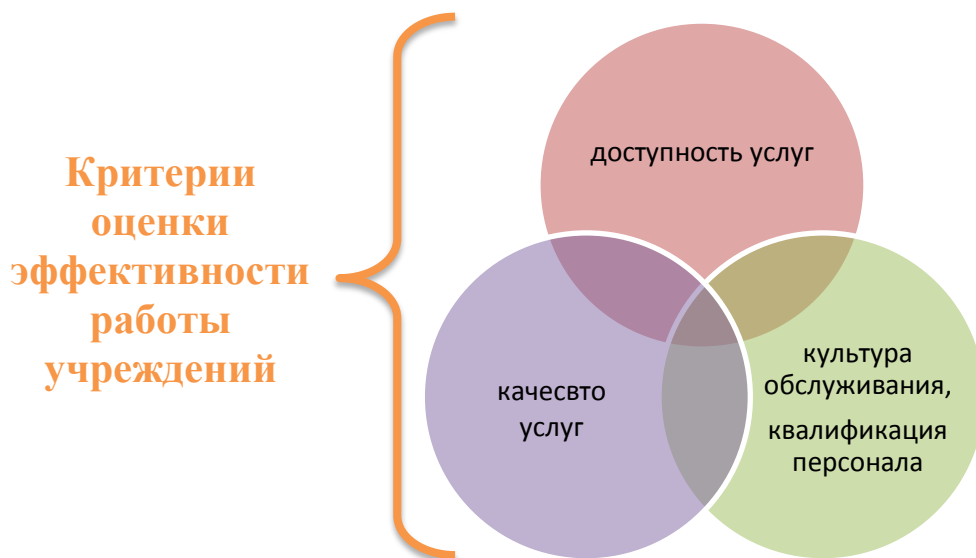 Критерии
оценки
эффективности
работы
учреждений
доступность услуг
качесвто
услуг
культура
обслуживания,
квалификация
персонала